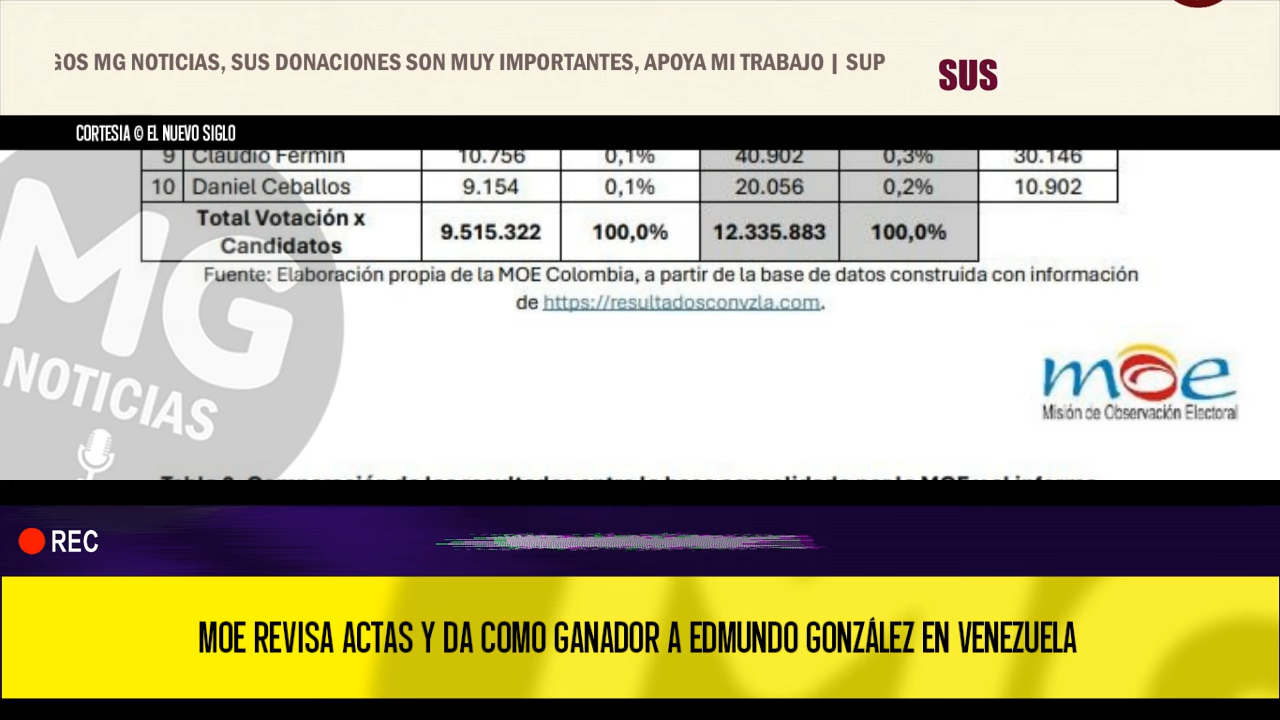 GOS MG NOTICIAS, SUS DONACIONES SON MUY IMPORTANTES, APOYA MI TRABAJO | SUP
SUS
CORTESIA © EL NUEVO SIGLO
9 Claudio Fermín 10.756 0,1% 40.902 0,3% 30.146
10 Daniel Ceballos 9.154 0,1% 20.056 0,2% 10.902
Total Votación x
Candidatos 9.515.322 100,0% 12.335.883 100,0%
Fuente: Elaboración propia de la MOE Colombia, a partir de la base de datos construida con información
de https://resultadosconvzla.com.
MG
NOTICIAS
moe
Misión de Observación Electoral
REC
MOE REVISA ACTAS Y DA COMO GANADOR A EDMUNDO GONZÁLEZ EN VENEZUELA